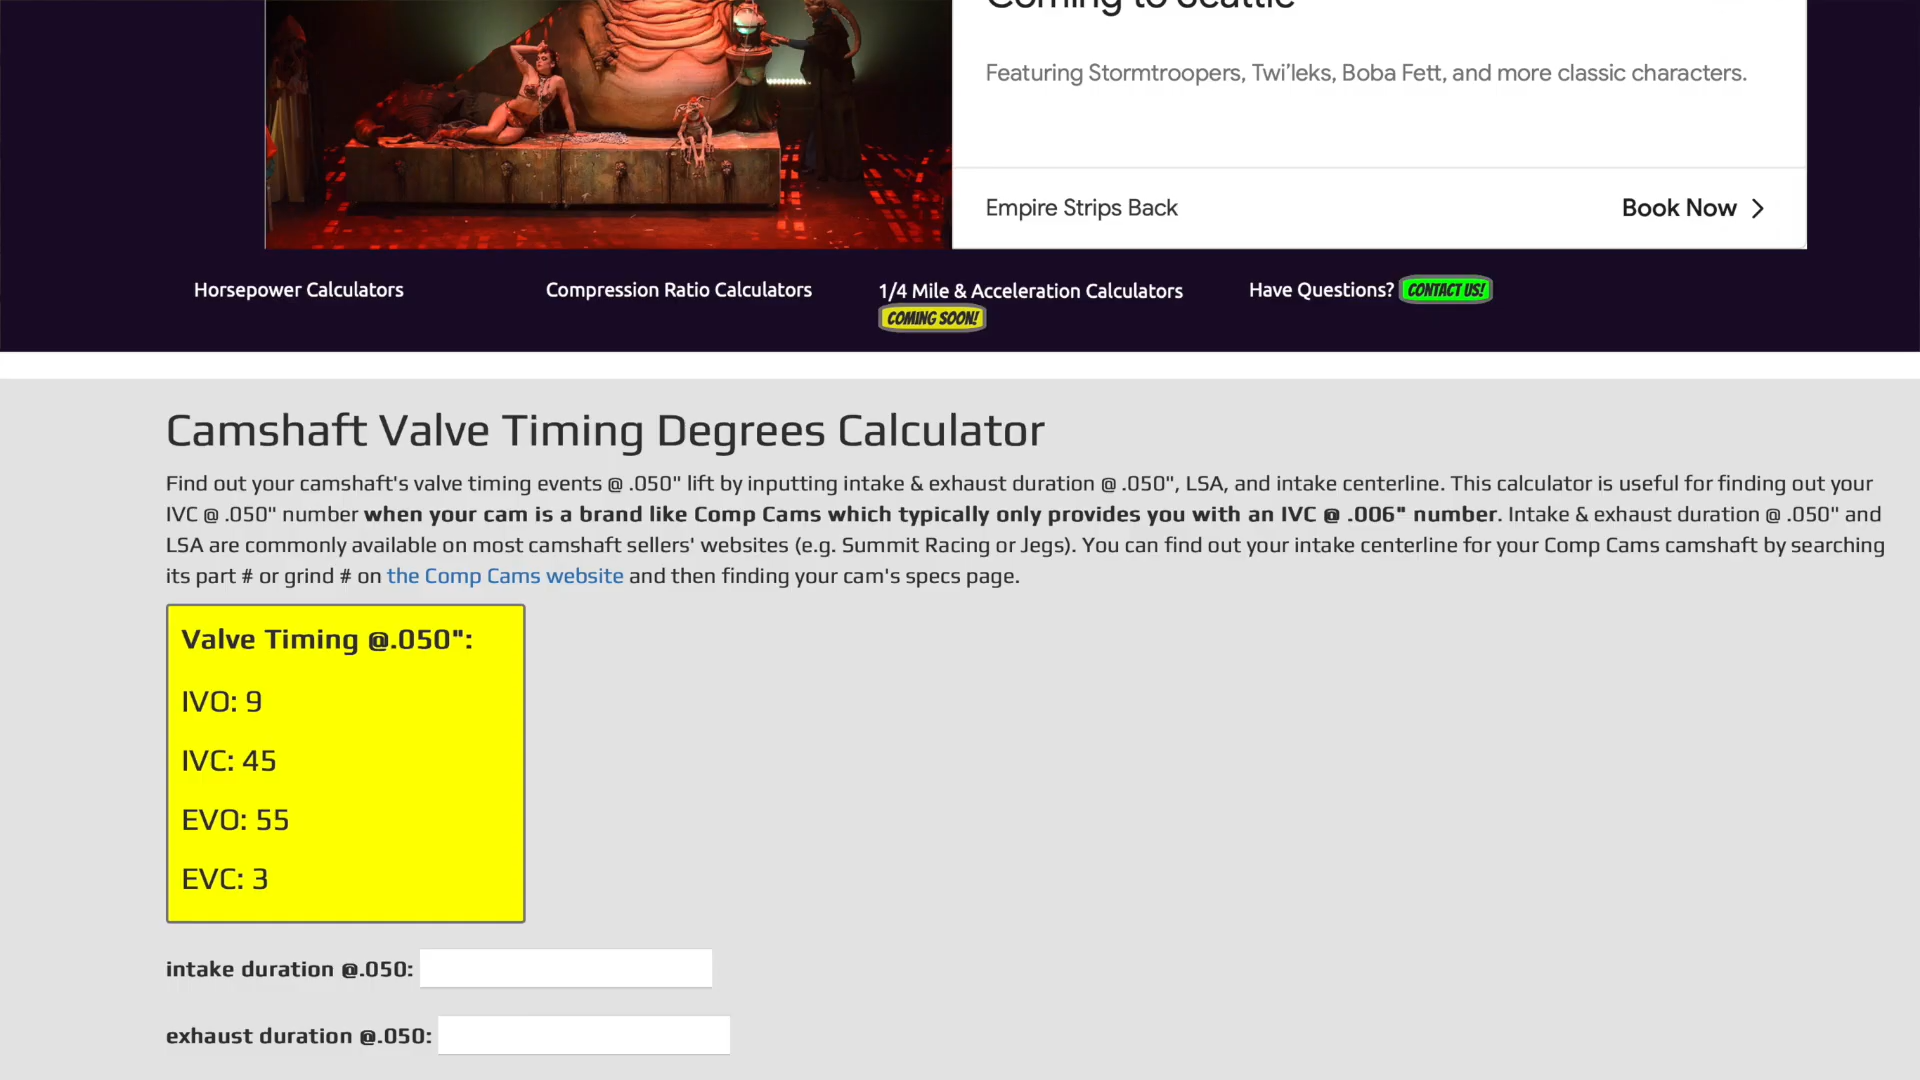 Coming to Seattle
Featuring Stormtroopers, Twi’leks, Boba Fett, and more classic characters.
Empire Strips Back
Book Now
Horsepower Calculators
Compression Ratio Calculators
1/4 Mile & Acceleration Calculators
COMING SOON!
Have Questions? CONTACT US!
Camshaft Valve Timing Degrees Calculator
Find out your camshaft's valve timing events @ .050" lift by inputting intake & exhaust duration @ .050", LSA, and intake centerline. This calculator is useful for finding out your
IVC @ .050" number when your cam is a brand like Comp Cams which typically only provides you with an IVC @ .006" number. Intake & exhaust duration @ .050" and
LSA are commonly available on most camshaft sellers' websites (e.g. Summit Racing or Jegs). You can find out your intake centerline for your Comp Cams camshaft by searching
its part # or grind # on the Comp Cams website and then finding your cam's specs page.
Valve Timing @.050":
IVO: 9
IVC: 45
EVO: 55
EVC: 3
intake duration @.050:
exhaust duration @.050: